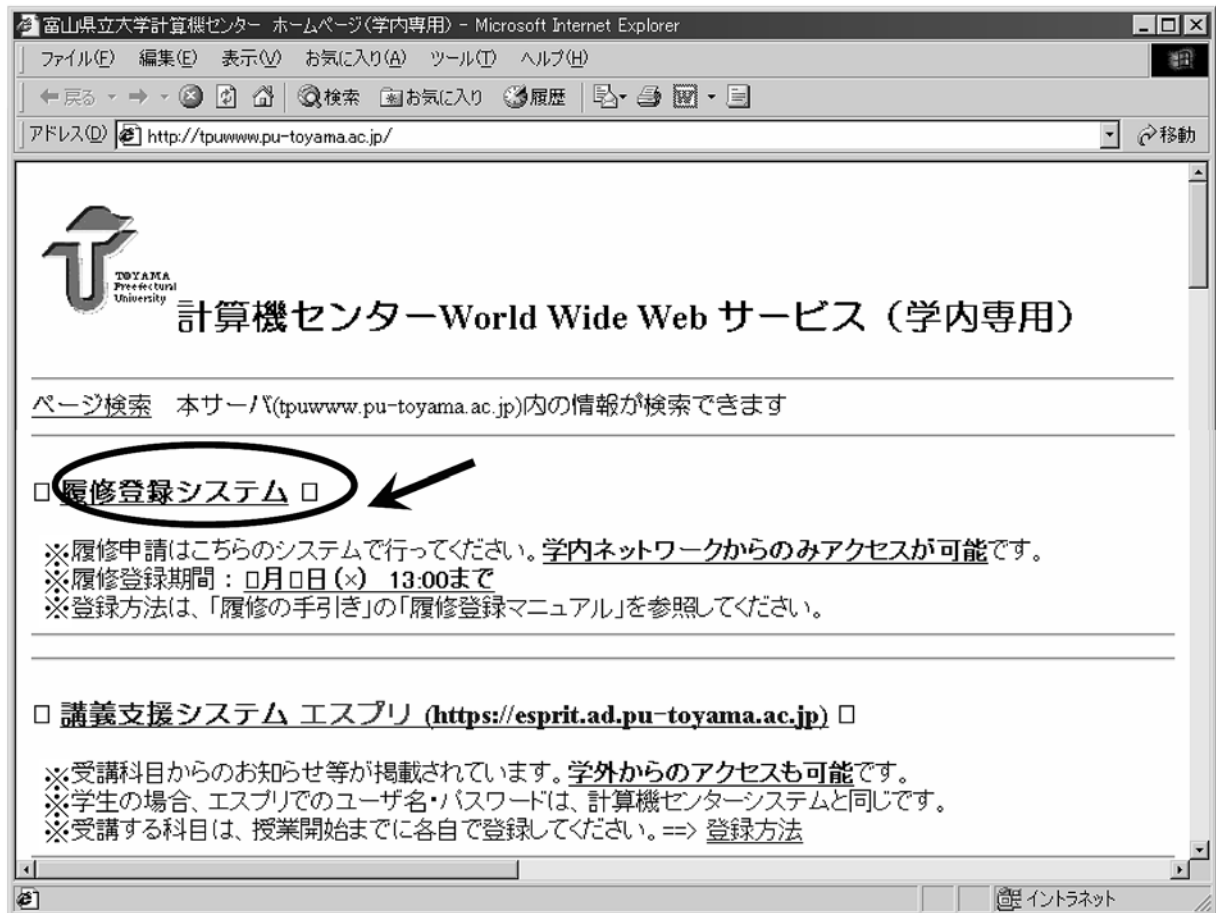 富山県立大学計算機センター ホームページ(学内専用) - Microsoft Internet Explorer
ファイル(F) 編集(E) 表示(V) お気に入り(A) ツール(T) ヘルプ(H)
戻る 検索 お気に入り 履歴
アドレス(D) http://tpuwww.pu-toyama.ac.jp/ 移動
TOYAMA
Preefectural
University
計算機センターWorld Wide Web サービス（学内専用）
ページ検索 本サーバ(tpuwww.pu-toyama.ac.jp)内の情報が検索できます
□ 履修登録システム □
※履修申請はこちらのシステムで行ってください。学内ネットワークからのみアクセスが可能です。
※履修登録期間：□月□日(×) 13:00まで
※登録方法は、「履修の手引き」の「履修登録マニュアル」を参照してください。
□ 講義支援システム エスプリ (https://esprit.ad.pu-toyama.ac.jp) □
※受講科目からのお知らせ等が掲載されています。学外からのアクセスも可能です。
※学生の場合、エスプリでのユーザ名・パスワードは、計算機センターシステムと同じです。
※受講する科目は、授業開始までに各自で登録してください。==> 登録方法
イントラネット